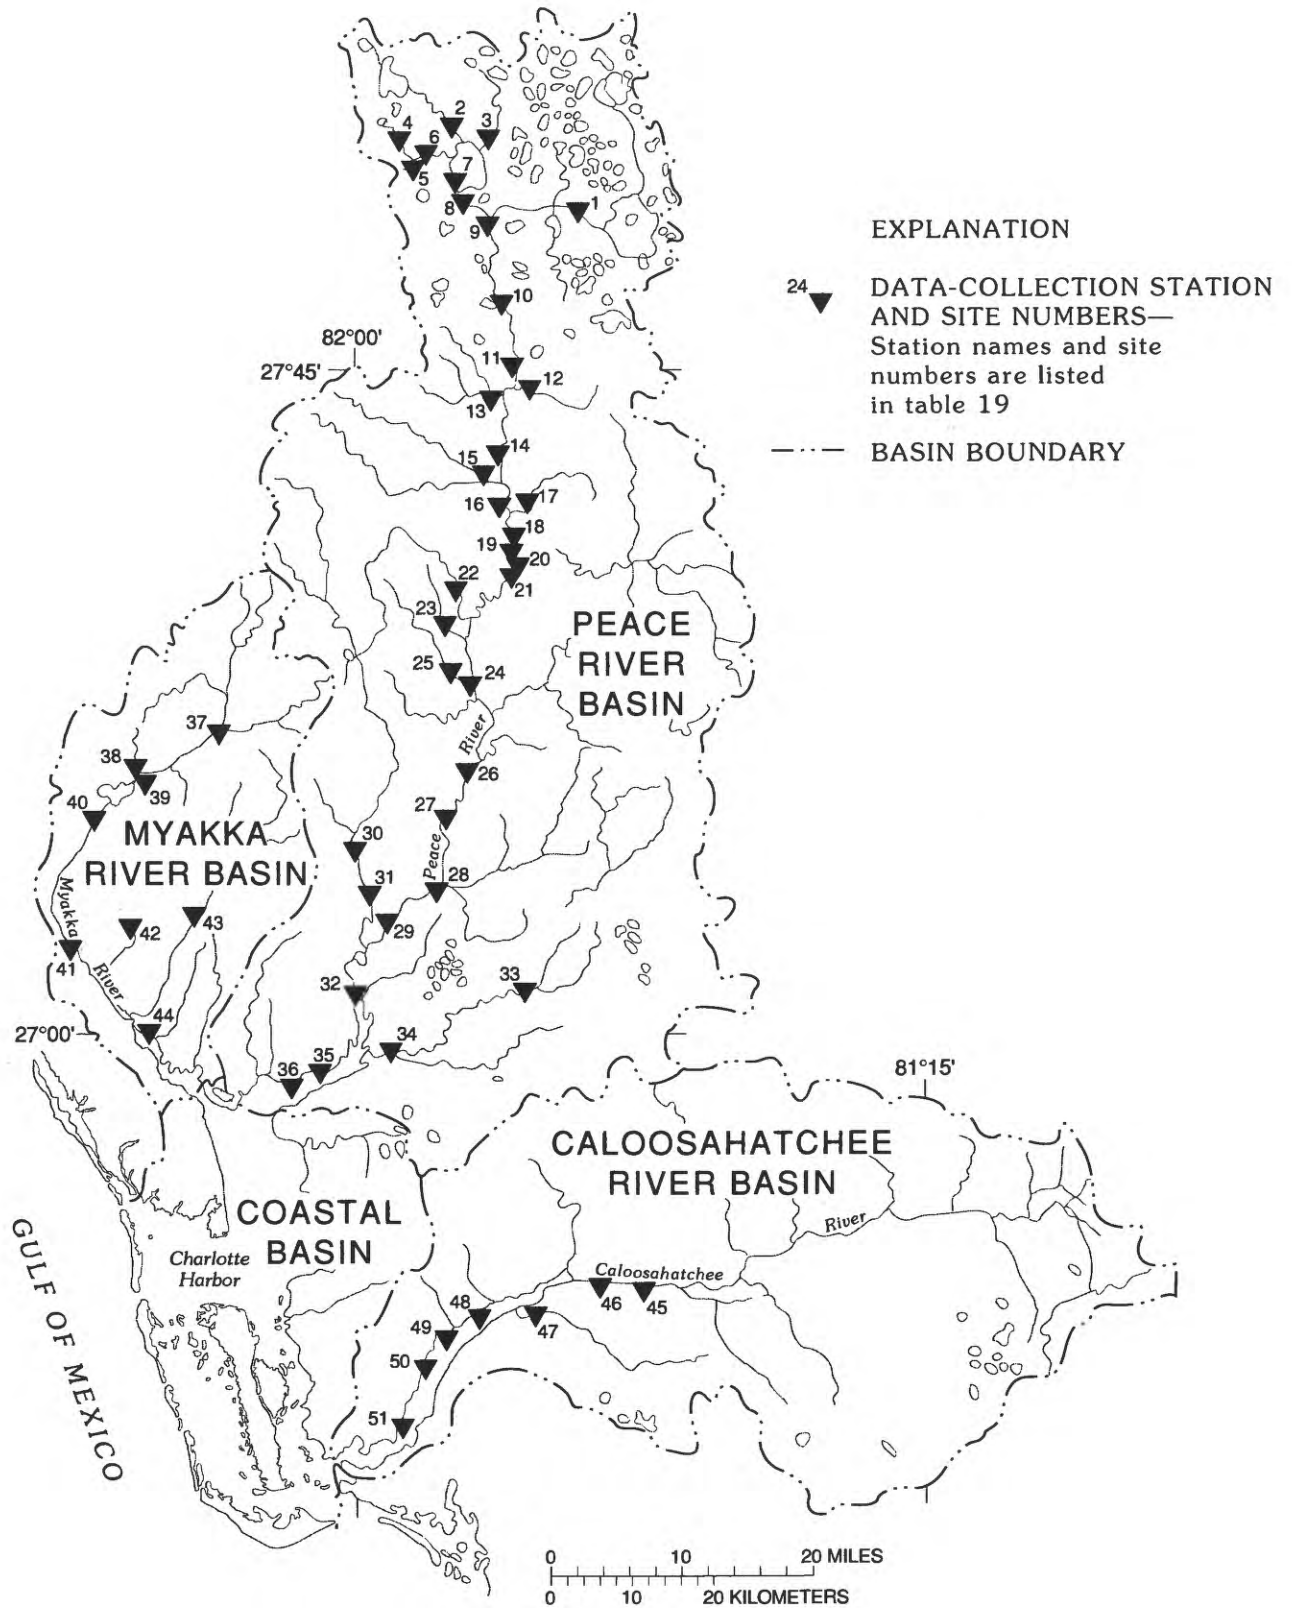 2
3
4
6
5
7
8
1
9
10
EXPLANATION
24
DATA-COLLECTION STATION
AND SITE NUMBERS—
Station names and site
numbers are listed
in table 19
BASIN BOUNDARY
82°00'
27°45'
11
12
13
14
15
16
17
18
19
20
21
22
23
PEACE
RIVER
BASIN
25
24
River
37
38
39
26
40
27
MYAKKA
RIVER BASIN
30
Peace
28
31
Myakka
43
42
29
41
River
32
33
44
27°00'
34
35
36
81°15'
CALOOSAHATCHEE
RIVER BASIN
COASTAL
BASIN
River
GULF OF MEXICO
Charlotte
Harbor
Caloosahatchee
46
45
48
47
49
50
51
0 10 20 MILES
0 10 20 KILOMETERS